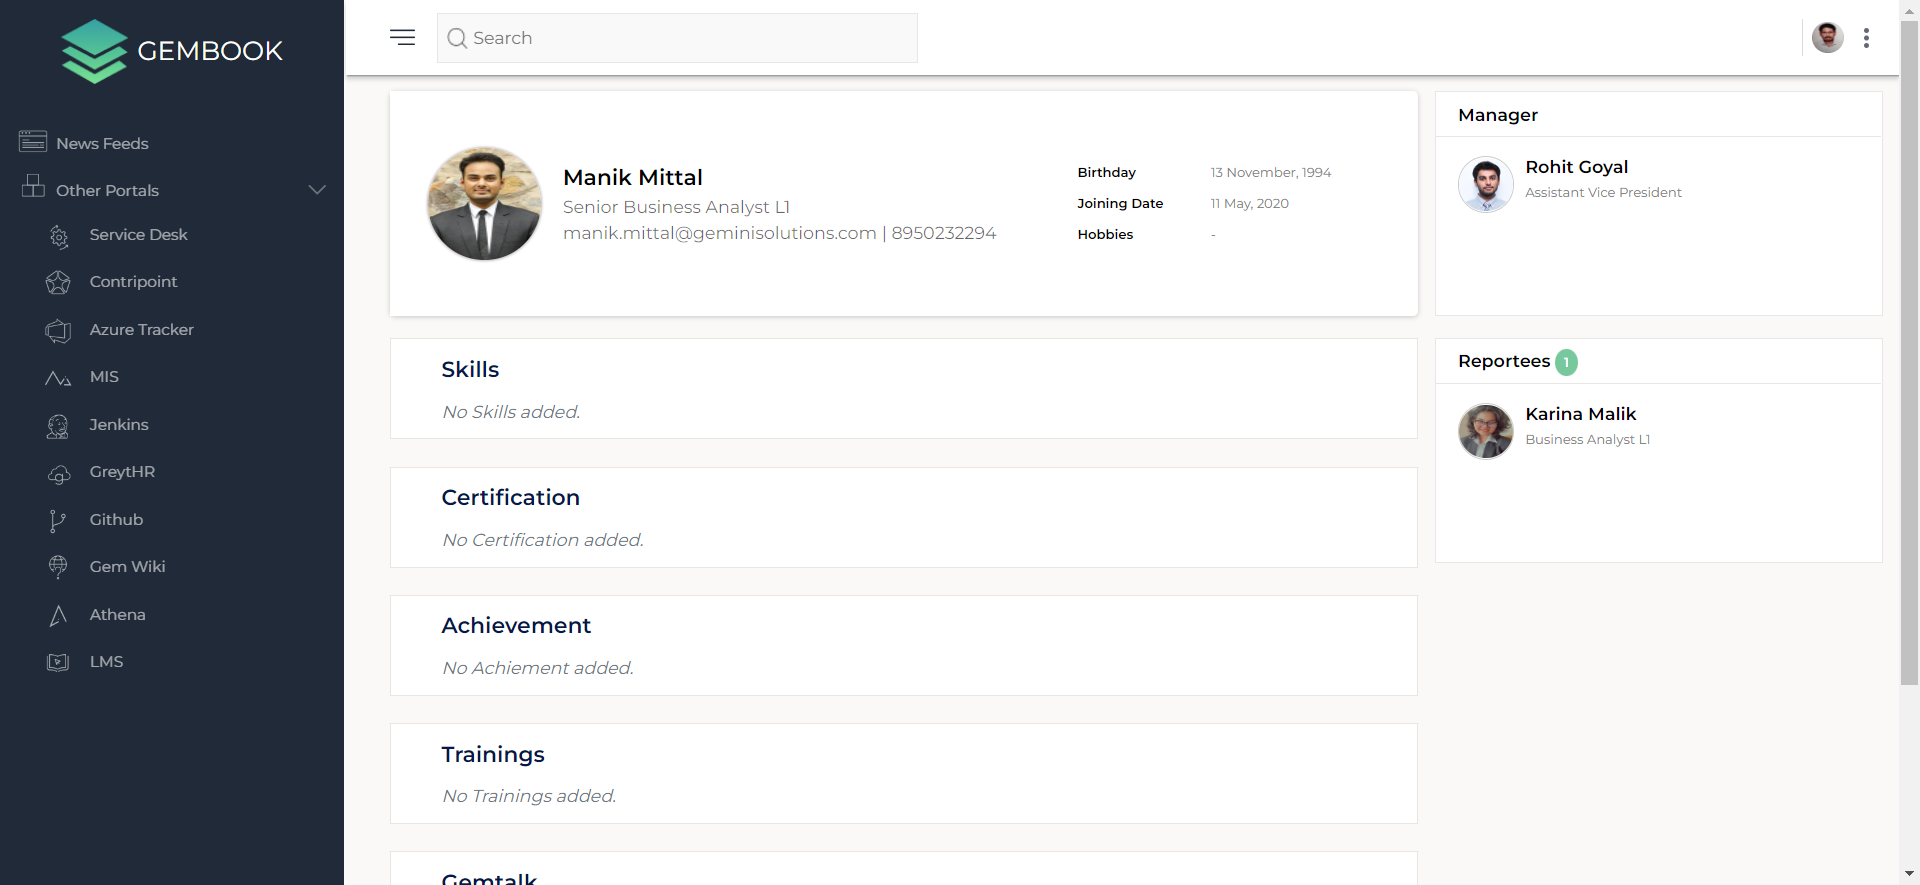 GEMBOOK
News Feeds
Other Portals
Service Desk
Contripoint
Azure Tracker
MIS
Jenkins
GreytHR
Github
Gem Wiki
Athena
LMS
Search
Manik Mittal
Senior Business Analyst L1
manik.mittal@geminisolutions.com | 8950232294
Birthday 13 November, 1994
Joining Date 11 May, 2020
Hobbies -
Skills
No Skills added.
Certification
No Certification added.
Achievement
No Achiement added.
Trainings
No Trainings added.
Gemtalk
Manager
Rohit Goyal
Assistant Vice President
Reportees 1
Karina Malik
Business Analyst L1